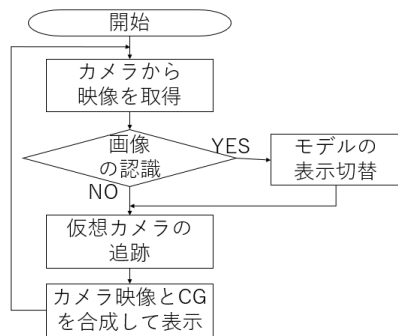 開始
カメラから
映像を取得
画像
の認識
YES
モデルの
表示切替
NO
仮想カメラの
追跡
カメラ映像とCG
を合成して表示